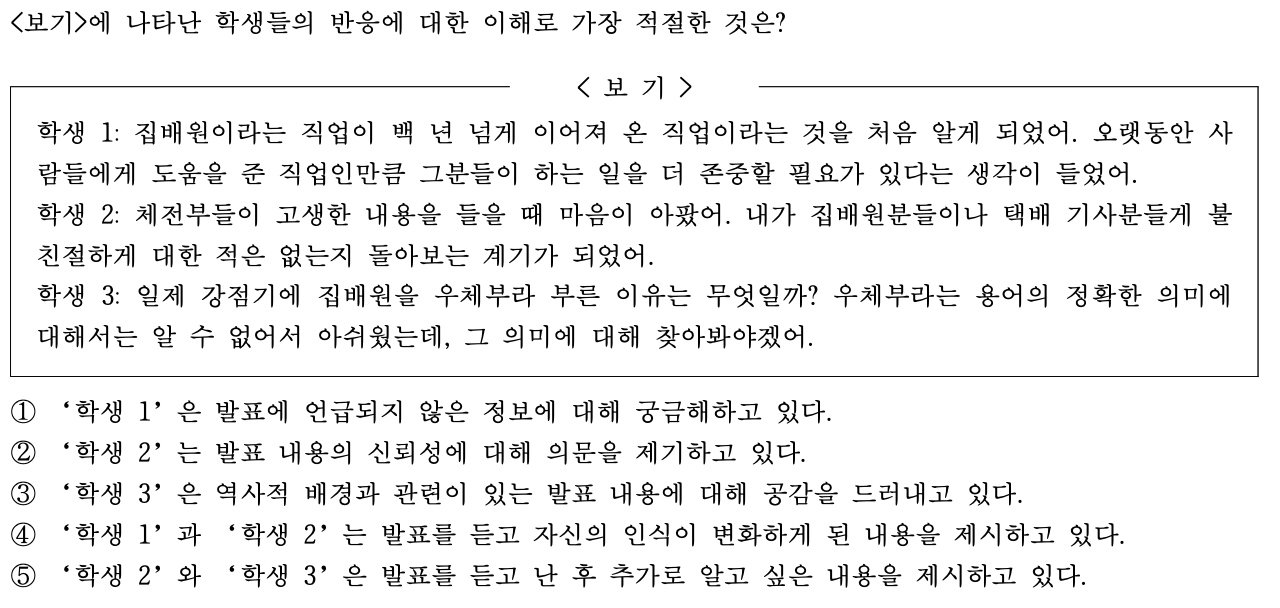 <보기>에 나타난 학생들의 반응에 대한 이해로 가장 적절한 것은?
< 보 기 >
학생 1: 집배원이라는 직업이 백 년 넘게 이어져 온 직업이라는 것을 처음 알게 되었어. 오랫동안 사
람들에게 도움을 준 직업인만큼 그분들이 하는 일을 더 존중할 필요가 있다는 생각이 들었어.
학생 2: 체전부들이 고생한 내용을 들을 때 마음이 아팠어. 내가 집배원분들이나 택배 기사분들게 불
친절하게 대한 적은 없는지 돌아보는 계기가 되었어.
학생 3: 일제 강점기에 집배원을 우체부라 부른 이유는 무엇일까? 우체부라는 용어의 정확한 의미에
대해서는 알 수 없어서 아쉬웠는데, 그 의미에 대해 찾아봐야겠어.
① ‘학생 1’은 발표에 언급되지 않은 정보에 대해 궁금해하고 있다.
② ‘학생 2’는 발표 내용의 신뢰성에 대해 의문을 제기하고 있다.
③ ‘학생 3’은 역사적 배경과 관련이 있는 발표 내용에 대해 공감을 드러내고 있다.
④ ‘학생 1’과 ‘학생 2’는 발표를 듣고 자신의 인식이 변화하게 된 내용을 제시하고 있다.
⑤ ‘학생 2’와 ‘학생 3’은 발표를 듣고 난 후 추가로 알고 싶은 내용을 제시하고 있다.